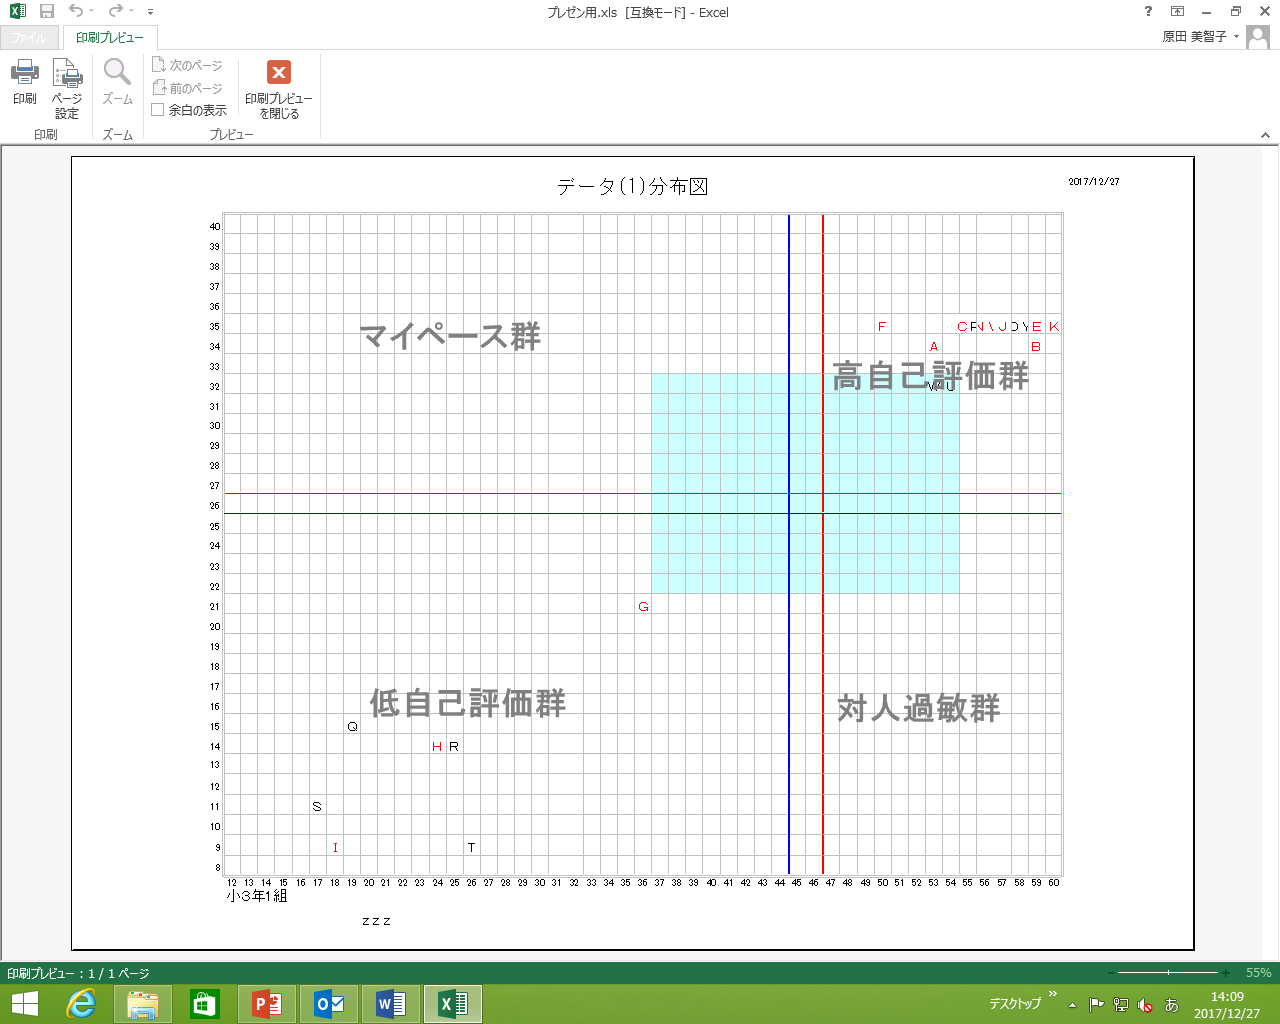 プレゼン用.xls [互換モード] - Excel
ファイル
印刷プレビュー
原田 美智子
印刷
ページ設定
ズーム
次のページ
前のページ
余白の表示
印刷プレビューを閉じる
印刷
ズーム
プレビュー
データ(1)分布図
2017/12/27
40
39
38
37
36
35
F
C
J
D
Y
E
K
34
A
B
マイペース群
33
高自己評価群
32
U
31
30
29
28
27
26
25
24
23
22
21
G
20
19
18
17
16
低自己評価群
対人過敏群
15
Q
14
H
R
13
12
11
S
10
9
I
T
8
12 13 14 15 16 17 18 19 20 21 22 23 24 25 26 27 28 29 30 31 32 33 34 35 36 37 38 39 40 41 42 43 44 45 46 47 48 49 50 51 52 53 54 55 56 57 58 59 60
小3年1組
z z z
印刷プレビュー : 1 / 1 ページ
55%
デスクトップ
あ
14:09
2017/12/27